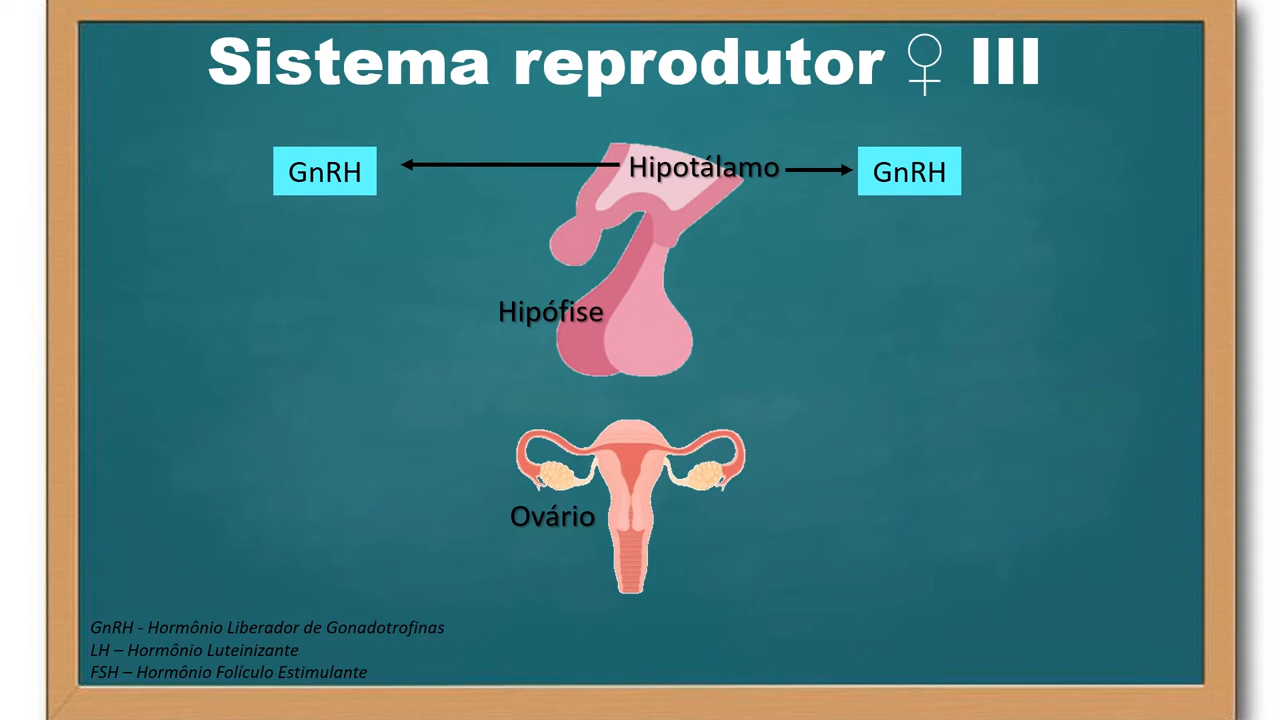 Sistema reprodutor ♀ III
GnRH
Hipotálamo
GnRH
Hipófise
Ovário
GnRH - Hormônio Liberador de Gonadotrofinas
LH – Hormônio Luteinizante
FSH – Hormônio Folículo Estimulante